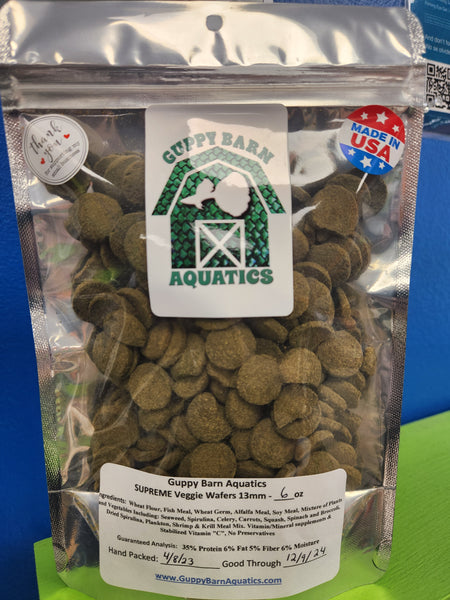 thank
you
MADE IN
USA
GUPPY BARN
AQUATICS
Guppy Barn Aquatics
SUPREME Veggie Wafers 13mm - 6 oz
Ingredients: Wheat Flour, Fish Meal, Wheat Germ, Alfalfa Meal, Soy Meal, Mixture of Plants
and Vegetables Including: Seaweed, Spirulina, Celery, Carrots, Squash, Spinach and Broccoli,
Dried Spirulina, Plankton, Shrimp & Krill Meal Mix. Vitamin/Mineral supplements &
Stabilized Vitamin "C", No Preservatives
Guaranteed Analysis: 35% Protein 6% Fat 5% Fiber 6% Moisture
Hand Packed: 4/8/23 Good Through 12/9/24
www.GuppyBarnAquatics.com